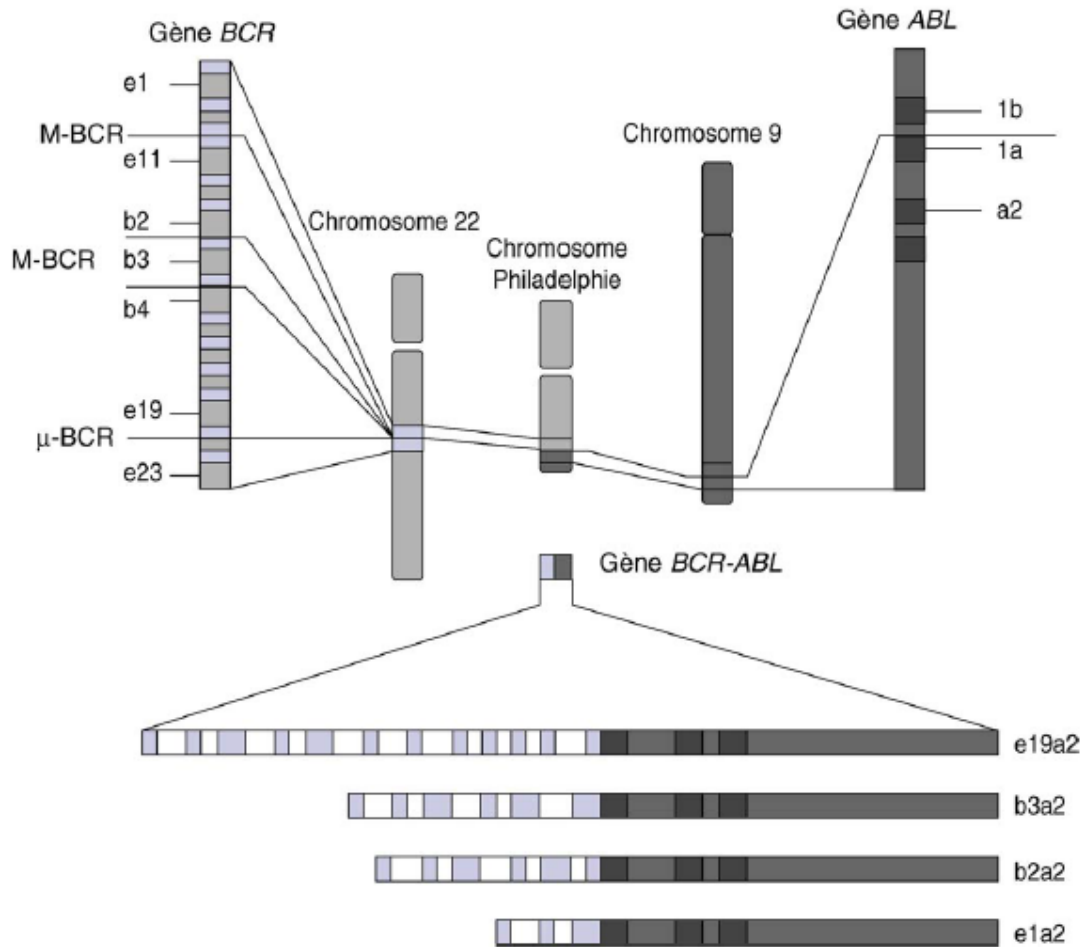 Gène BCR
e1
M-BCR
e11
b2
M-BCR
b3
b4
e19
µ-BCR
e23
Chromosome 22
Chromosome
Philadelphie
Chromosome 9
Gène ABL
1b
1a
a2
Gène BCR-ABL
e19a2
b3a2
b2a2
e1a2